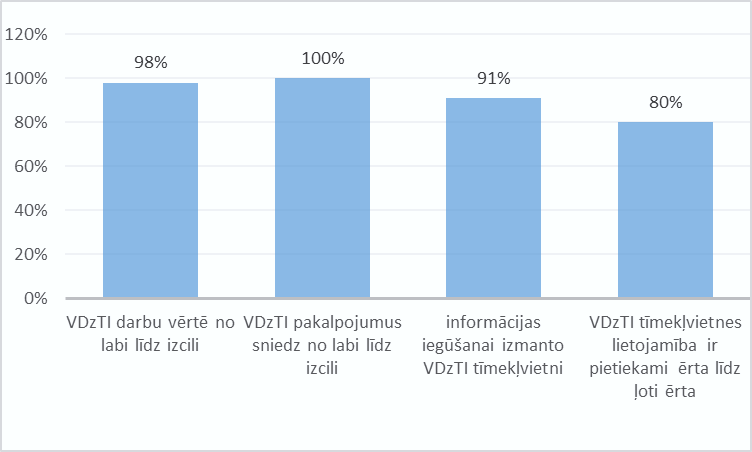 120%
100%
80%
60%
40%
20%
0%
98%
100%
91%
80%
VDzTI darbu vērtē no
labi līdz izcili
VDzTI pakalpojumus
sniedz no labi līdz
izcili
informācijas
iegūšanai izmanto
VDzTI tīmekļvietni
VDzTI tīmekļvietnes
lietojamība ir
pietiekami ērta līdz
ļoti ērta